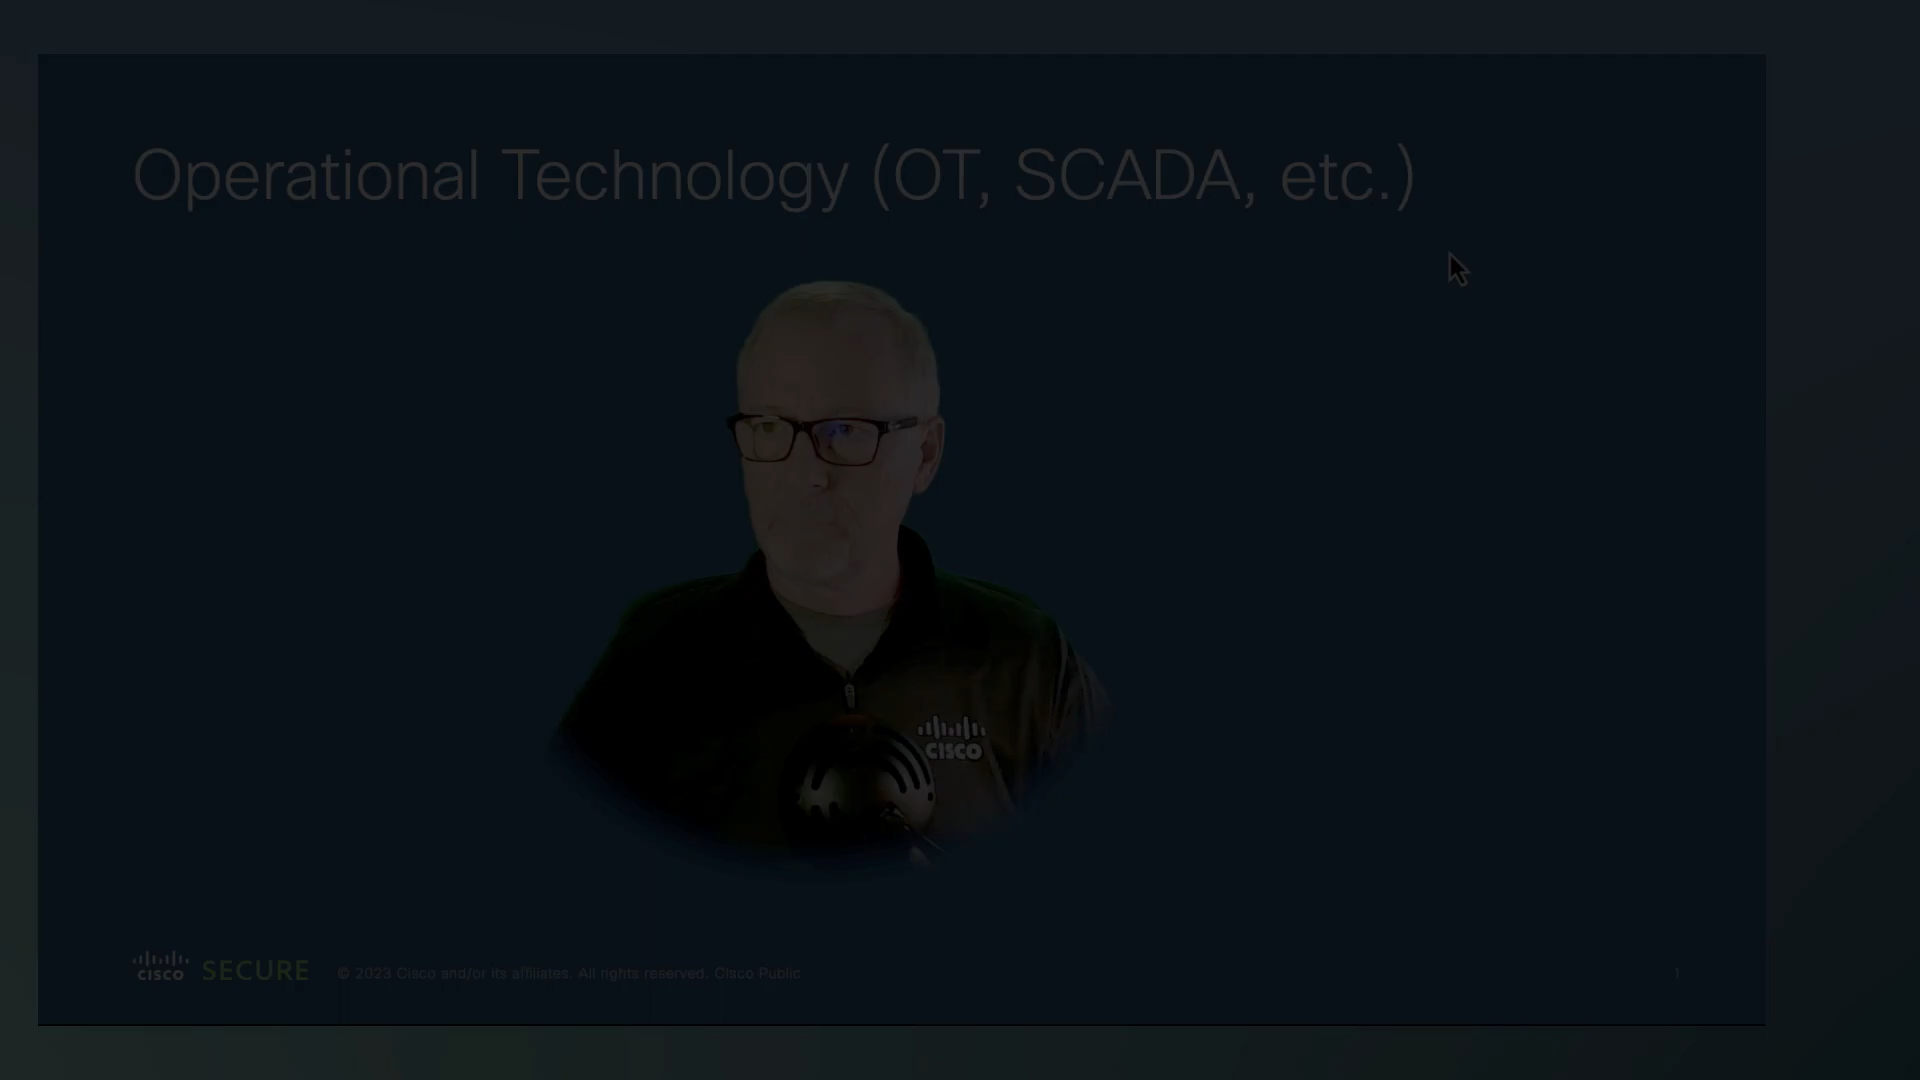 Operational Technology (OT, SCADA, etc.)
CISCO
CISCO SECURE © 2023 Cisco and/or its affiliates. All rights reserved. Cisco Public 1